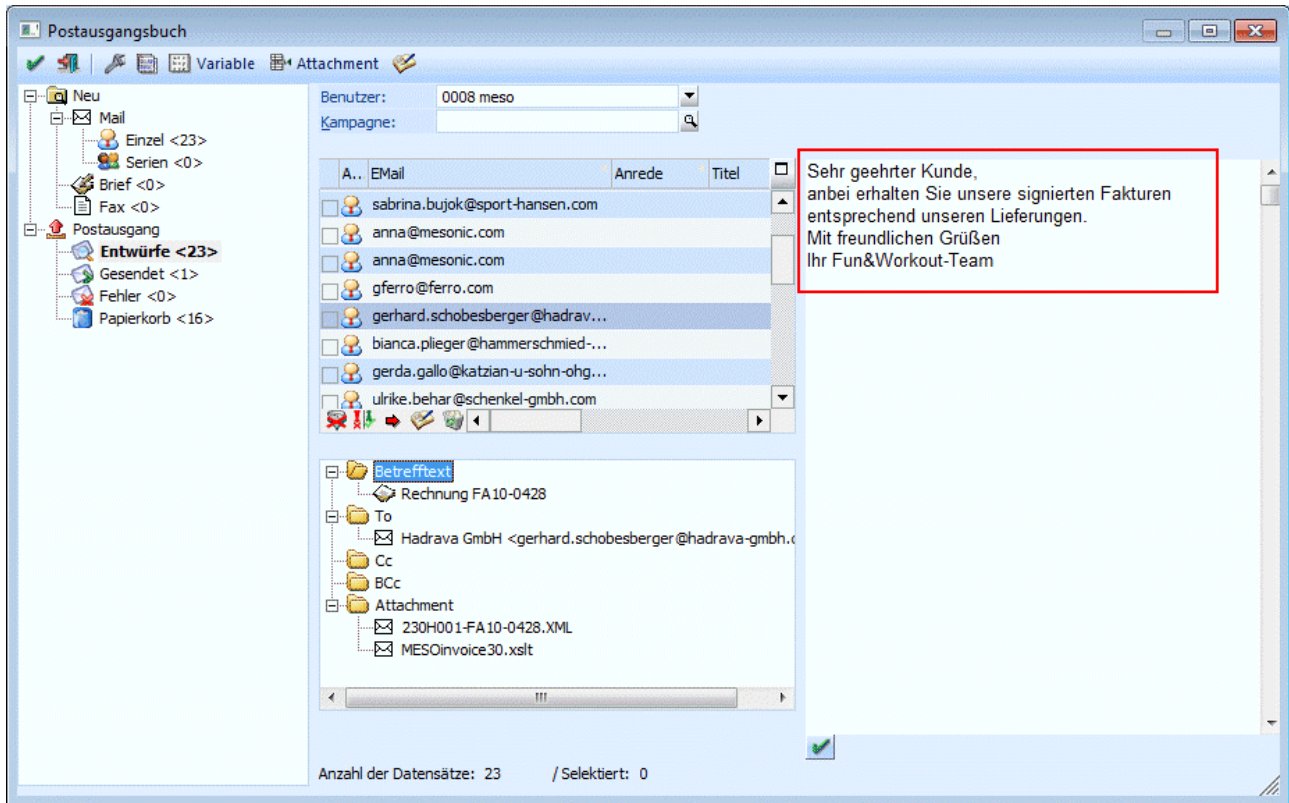 Postausgangsbuch
Variable Attachment
Neu
Mail
Einzel <23>
Serien <0>
Brief <0>
Fax <0>
Postausgang
Entwürfe <23>
Gesendet <1>
Fehler <0>
Papierkorb <16>
Benutzer: 0008 meso
Kampagne:
A.. EMail Anrede Titel
sabrina.bujok@sport-hansen.com
anna@mesonic.com
anna@mesonic.com
gferro@ferro.com
gerhard.schobesberger@hadrav...
bianca.plieger@hammerschmied-...
gerda.gallo@katzian-u-sohn-ohg...
ulrike.behar@schenkel-gmbh.com
Betrefftext
Rechnung FA10-0428
To
Hadrava GmbH <gerhard.schobesberger@hadrava-gmbh.c
Cc
BCc
Attachment
230H001-FA10-0428.XML
MESOinvoice30.xslt
Sehr geehrter Kunde,
anbei erhalten Sie unsere signierten Fakturen
entsprechend unseren Lieferungen.
Mit freundlichen Grüßen
Ihr Fun&Workout-Team
Anzahl der Datensätze: 23 / Selektiert: 0